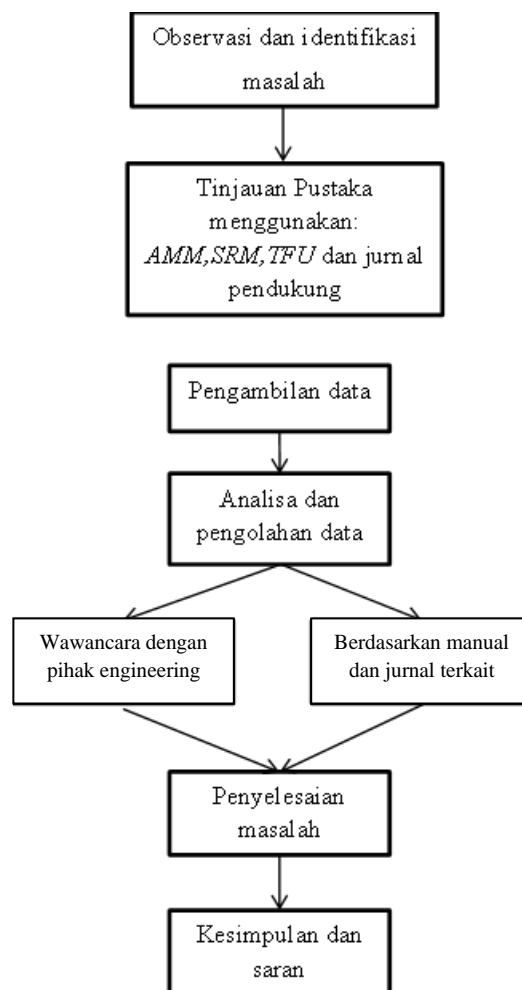 Observasi dan identifikasi
masalah
Tinjauan Pustaka
menggunakan:
AMM,SRM,TFU dan jurnal
pendukung
Pengambilan data
Analisa dan
pengolahan data
Wawancara dengan
pihak engineering
Berdasarkan manual
dan jurnal terkait
Penyelesaian
masalah
Kesimpulan dan
saran